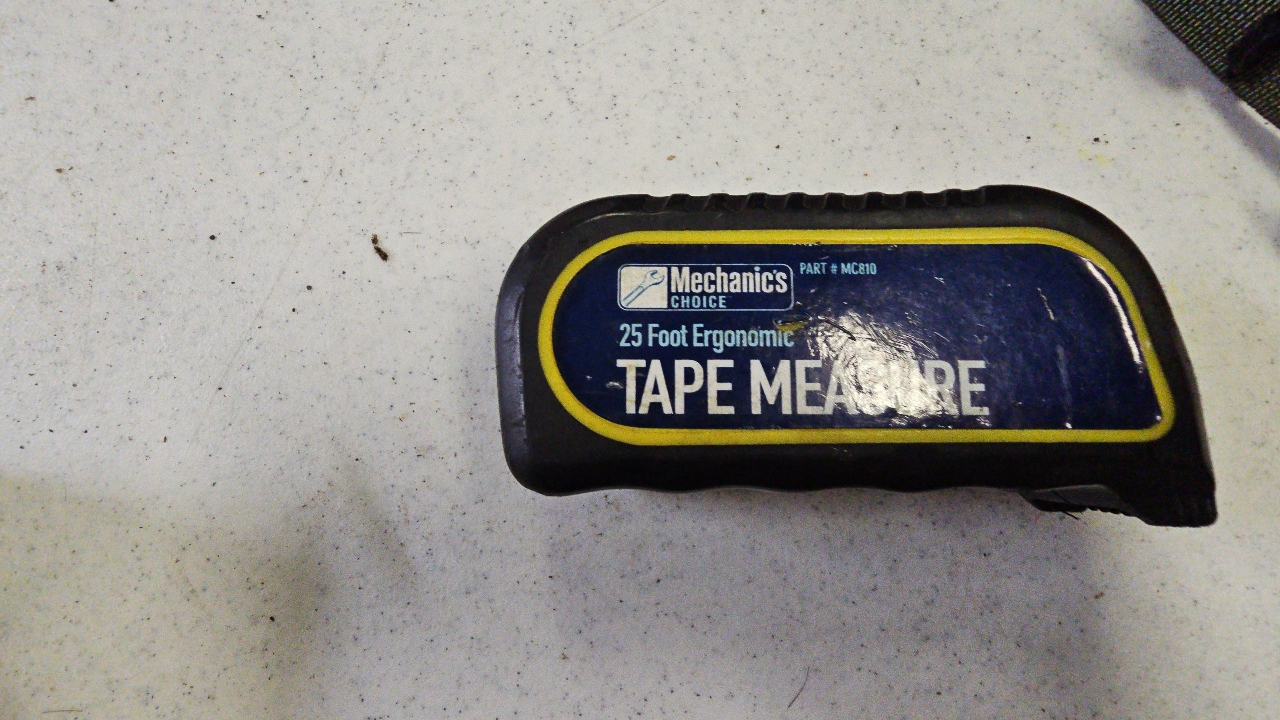 Mechanic's
CHOICE
PART # MC810
25 Foot Ergonomic
TAPE MEASURE